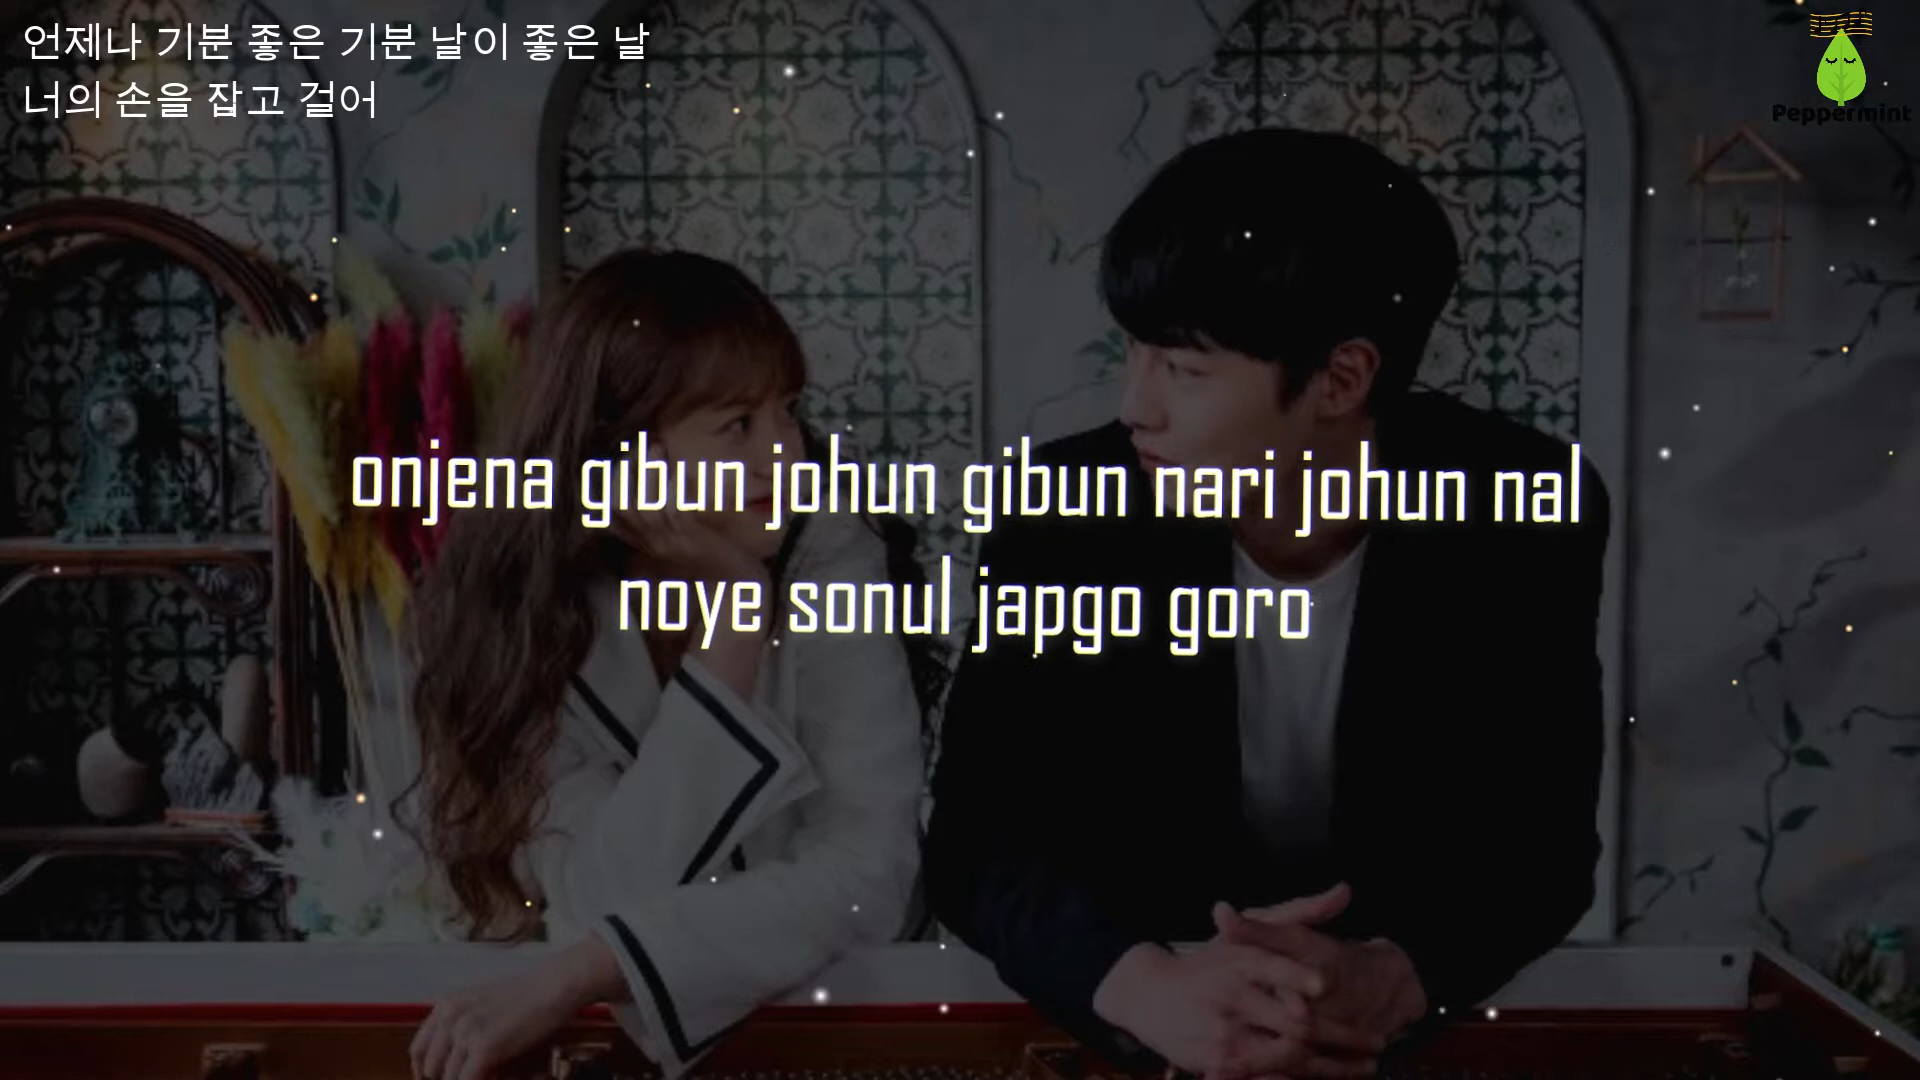 언제나 기분 좋은 기분 날이 좋은 날
너의 손을 잡고 걸어
Peppermint
onjena gibun johun gibun nari johun nal
noye sonul japgo goro